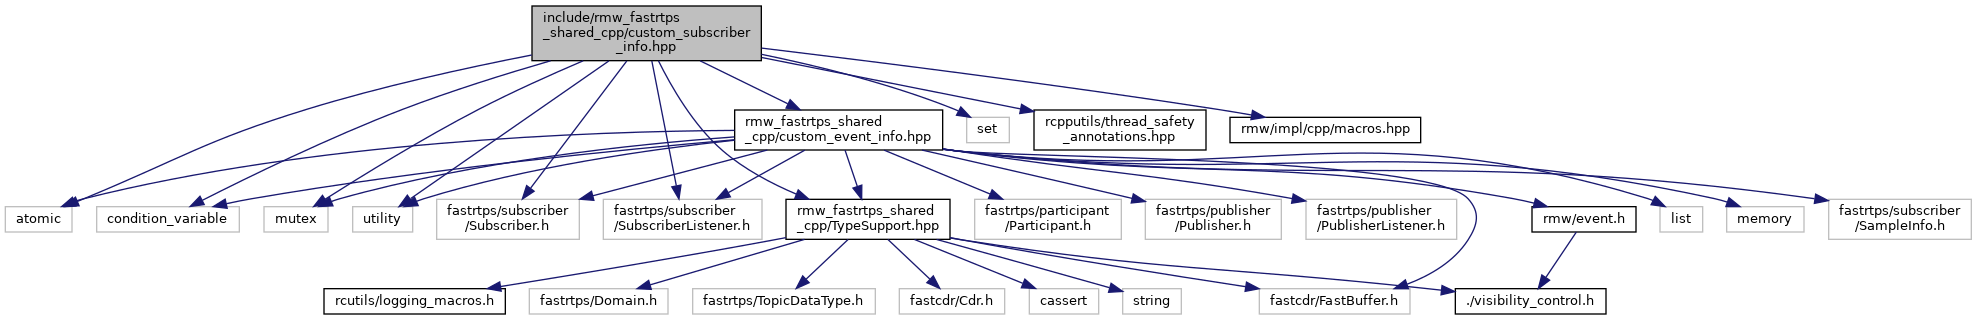 include/rmw_fastrtps
_shared_cpp/custom_subscriber
_info.hpp
rmw_fastrtps_shared
_cpp/custom_event_info.hpp
set
rcpputils/thread_safety
_annotations.hpp
rmw/impl/cpp/macros.hpp
atomic
condition_variable
mutex
utility
fastrtps/subscriber
/Subscriber.h
fastrtps/subscriber
/SubscriberListener.h
rmw_fastrtps_shared
_cpp/TypeSupport.hpp
fastrtps/participant
/Participant.h
fastrtps/publisher
/Publisher.h
fastrtps/publisher
/PublisherListener.h
rmw/event.h
list
memory
fastrtps/subscriber
/SampleInfo.h
rcutils/logging_macros.h
fastrtps/Domain.h
fastrtps/TopicDataType.h
fastcdr/Cdr.h
cassert
string
fastcdr/FastBuffer.h
./visibility_control.h